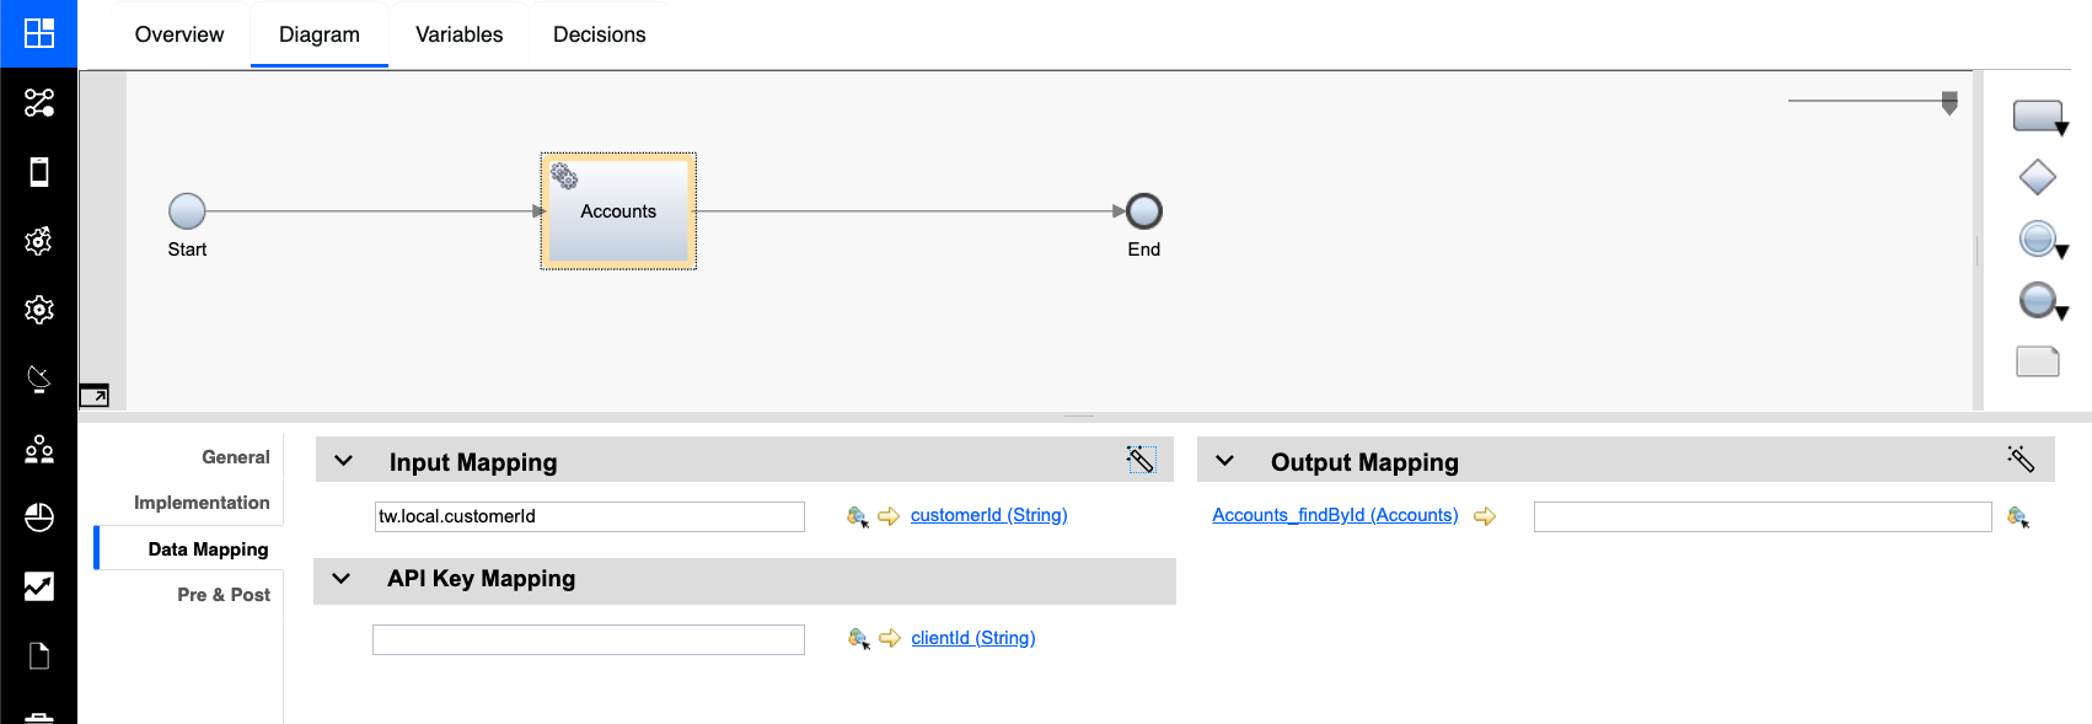 Overview Diagram Variables Decisions
Accounts
Start
End
General
Implementation
Data Mapping
Pre & Post
Input Mapping
tw.local.customerId customerId (String)
API Key Mapping
clientId (String)
Output Mapping
Accounts_findById (Accounts)